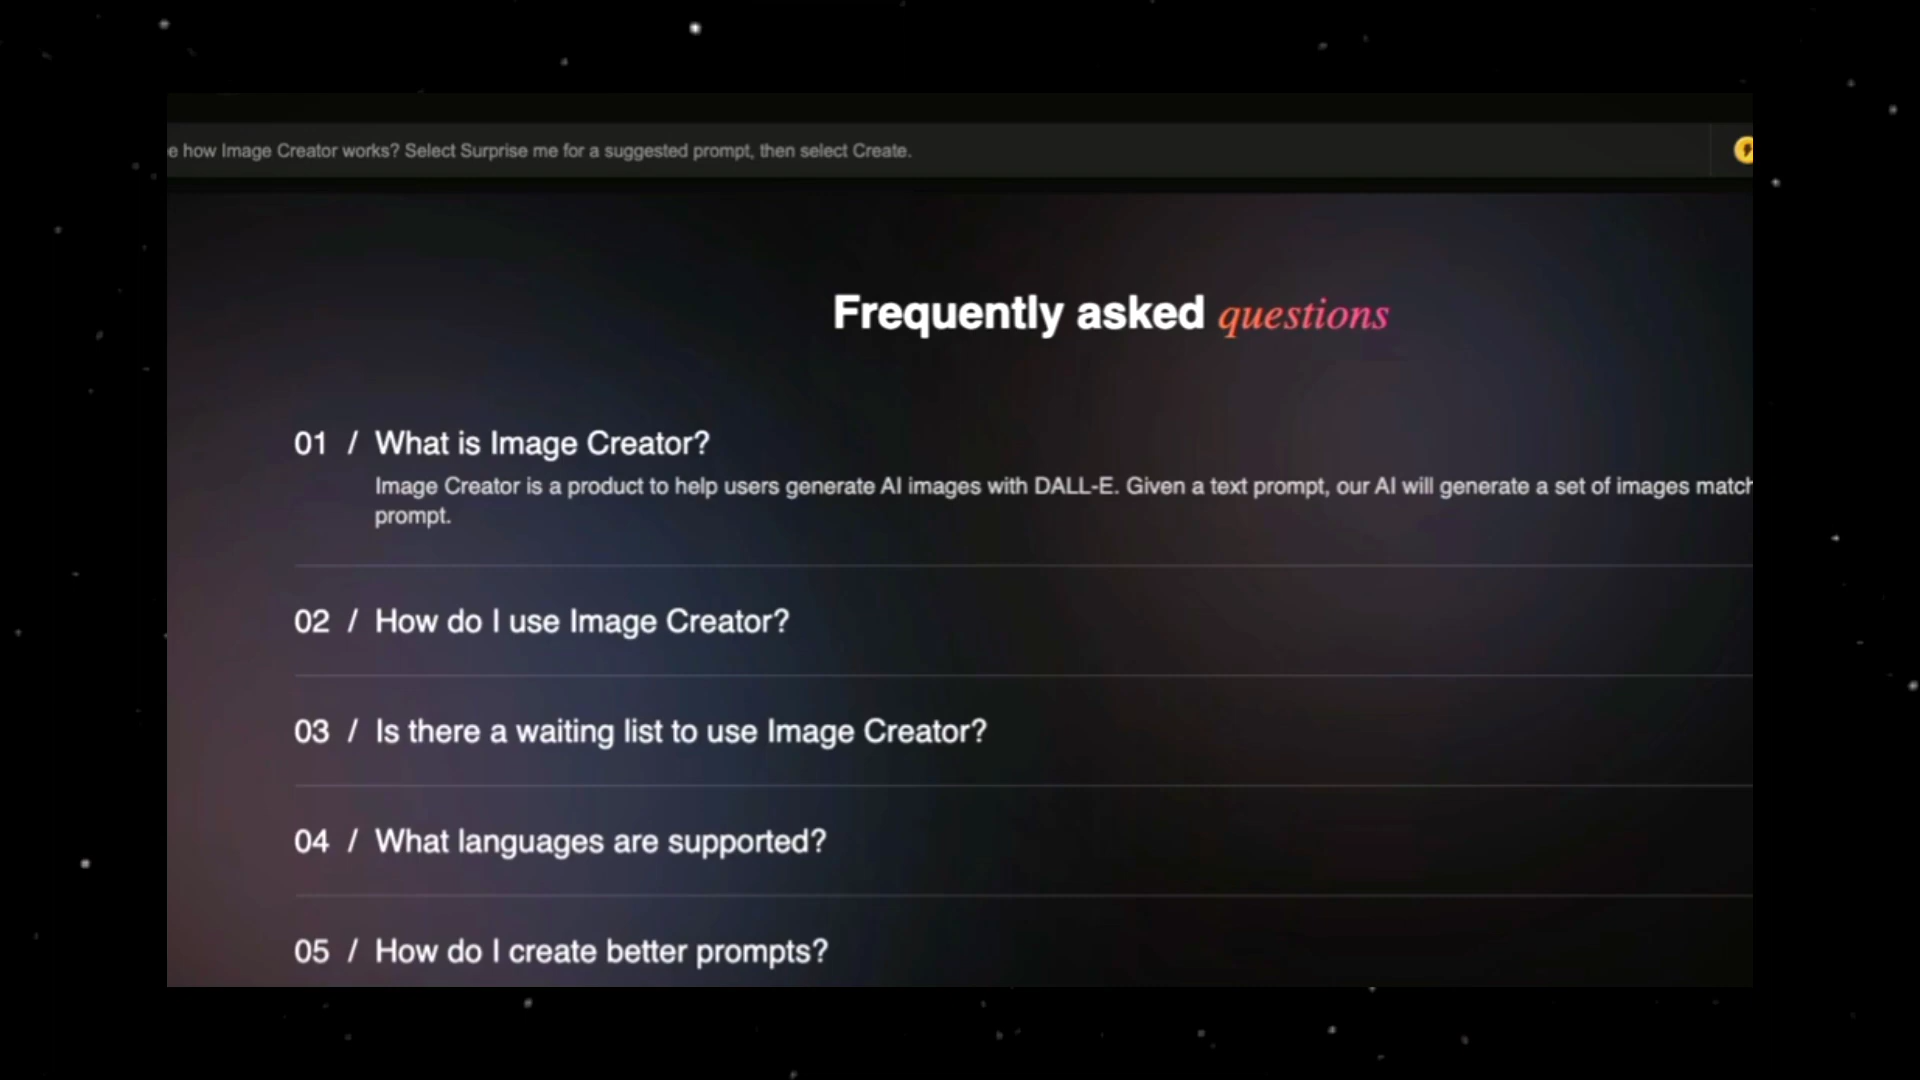 how Image Creator works? Select Surprise me for a suggested prompt, then select Create.
Frequently asked questions
01 / What is Image Creator?
Image Creator is a product to help users generate AI images with DALL-E. Given a text prompt, our AI will generate a set of images match
prompt.
02 / How do I use Image Creator?
03 / Is there a waiting list to use Image Creator?
04 / What languages are supported?
05 / How do I create better prompts?